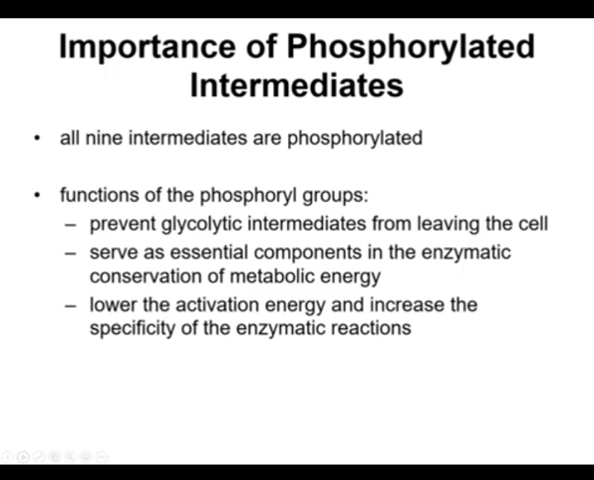 Importance of Phosphorylated
Intermediates
• all nine intermediates are phosphorylated
• functions of the phosphoryl groups:
– prevent glycolytic intermediates from leaving the cell
– serve as essential components in the enzymatic
conservation of metabolic energy
– lower the activation energy and increase the
specificity of the enzymatic reactions